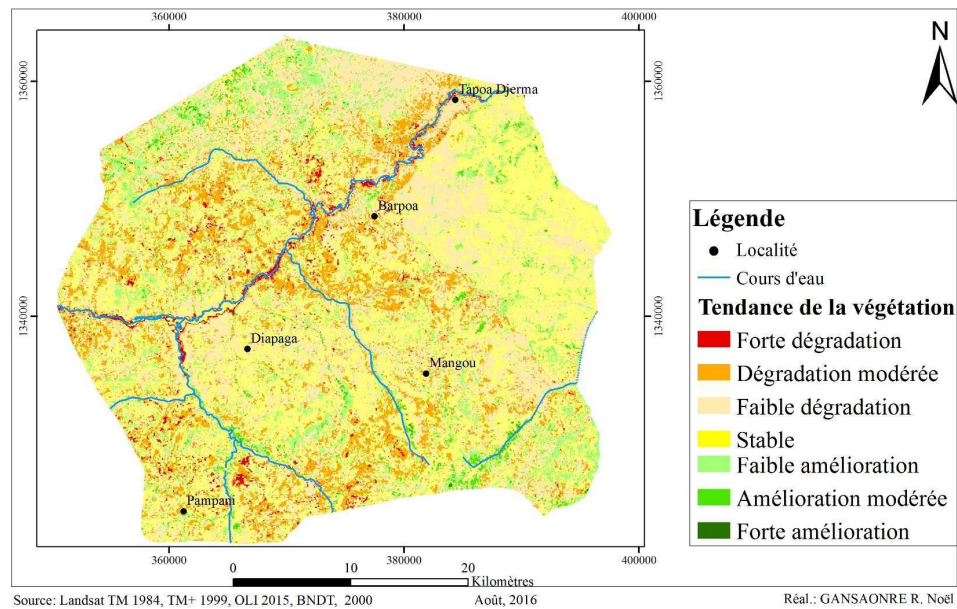 360000
380000
400000
N
1360000
1360000
Tapoa Djerma
Barpoa
Légende
Localité
Cours d'eau
Tendance de la végétation
1340000
1340000
Diapaga
Forte dégradation
Mangou
Dégradation modérée
Faible dégradation
Stable
Faible amélioration
Amélioration modérée
Pampani
Forte amélioration
360000
380000
400000
0
10
20
Kilomètres
Source: Landsat TM 1984, TM+ 1999, OLI 2015, BNDT, 2000
Août, 2016
Réal.: GANSAONRE R. Noël